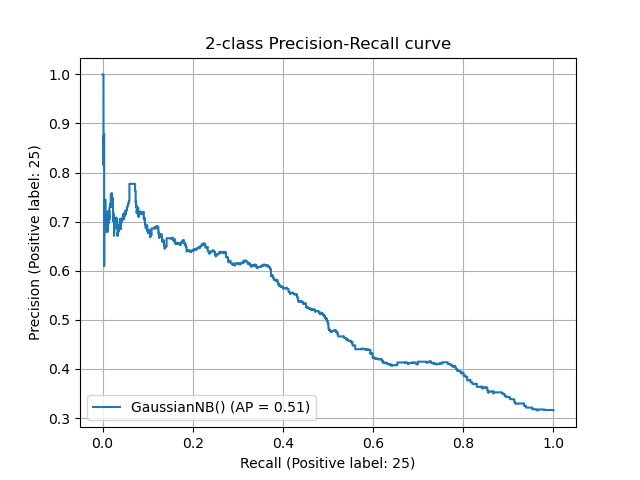 2-class Precision-Recall curve
Precision (Positive label: 25)
1.0
0.9
0.8
0.7
0.6
0.5
0.4
0.3
GaussianNB() (AP = 0.51)
0.0 0.2 0.4 0.6 0.8 1.0
Recall (Positive label: 25)